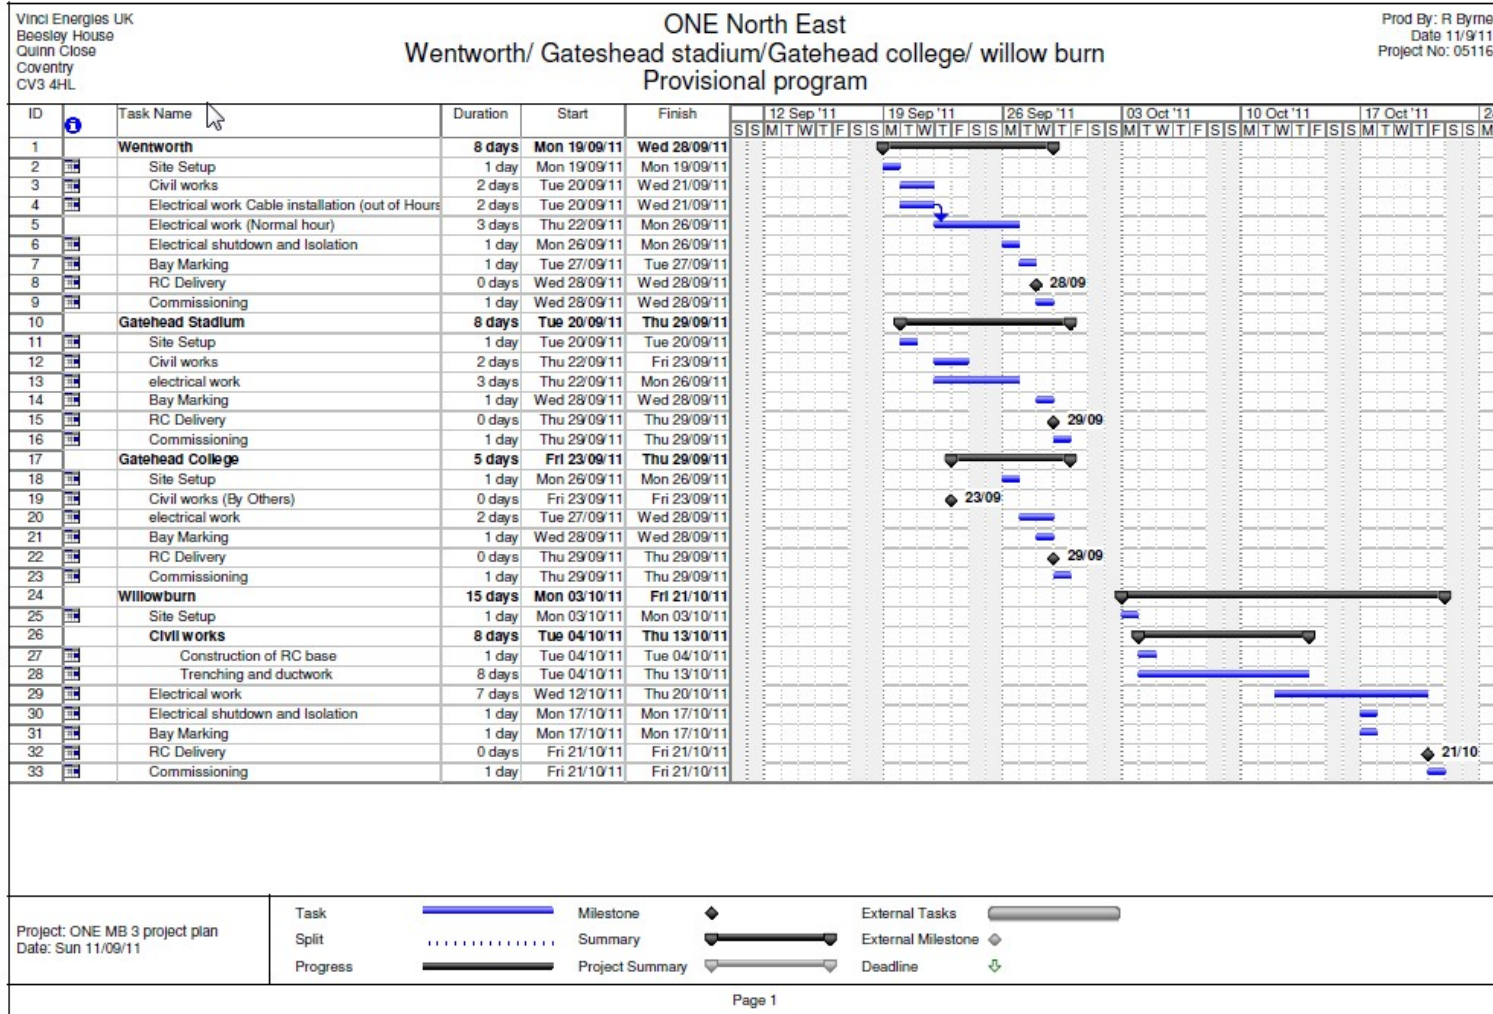 Vinci Energies UK
Beesley House
Quinn Close
Coventry
CV3 4HL
ONE North East
Wentworth/ Gateshead stadium/Gatehead college/ willow burn
Provisional program
Prod By: R Byrne
Date 11/9/11
Project No: 05116
ID Task Name Duration Start Finish 12 Sep '11 19 Sep '11 26 Sep '11 03 Oct '11 10 Oct '11 17 Oct '11 2
S S M T W T F S S M T W T F S S M T W T F S S M T W T F S S M T W T F S S M T W T F S S M
1 Wentworth 8 days Mon 19/09/11 Wed 28/09/11
2 Site Setup 1 day Mon 19/09/11 Mon 19/09/11
3 Civil works 2 days Tue 20/09/11 Wed 21/09/11
4 Electrical work Cable installation (out of Hours 2 days Tue 20/09/11 Wed 21/09/11
5 Electrical work (Normal hour) 3 days Thu 22/09/11 Mon 26/09/11
6 Electrical shutdown and Isolation 1 day Mon 26/09/11 Mon 26/09/11
7 Bay Marking 1 day Tue 27/09/11 Tue 27/09/11
8 RC Delivery 0 days Wed 28/09/11 Wed 28/09/11 28/09
9 Commissioning 1 day Wed 28/09/11 Wed 28/09/11
10 Gatehead Stadium 8 days Tue 20/09/11 Thu 29/09/11
11 Site Setup 1 day Tue 20/09/11 Tue 20/09/11
12 Civil works 2 days Thu 22/09/11 Fri 23/09/11
13 electrical work 3 days Thu 22/09/11 Mon 26/09/11
14 Bay Marking 1 day Wed 28/09/11 Wed 28/09/11
15 RC Delivery 0 days Thu 29/09/11 Thu 29/09/11 29/09
16 Commissioning 1 day Thu 29/09/11 Thu 29/09/11
17 Gatehead College 5 days Fri 23/09/11 Thu 29/09/11
18 Site Setup 1 day Mon 26/09/11 Mon 26/09/11
19 Civil works (By Others) 0 days Fri 23/09/11 Fri 23/09/11 23/09
20 electrical work 2 days Tue 27/09/11 Wed 28/09/11
21 Bay Marking 1 day Wed 28/09/11 Wed 28/09/11
22 RC Delivery 0 days Thu 29/09/11 Thu 29/09/11 29/09
23 Commissioning 1 day Thu 29/09/11 Thu 29/09/11
24 Willowburn 15 days Mon 03/10/11 Fri 21/10/11
25 Site Setup 1 day Mon 03/10/11 Mon 03/10/11
26 Civil works 8 days Tue 04/10/11 Thu 13/10/11
27 Construction of RC base 1 day Tue 04/10/11 Tue 04/10/11
28 Trenching and ductwork 8 days Tue 04/10/11 Thu 13/10/11
29 Electrical work 7 days Wed 12/10/11 Thu 20/10/11
30 Electrical shutdown and Isolation 1 day Mon 17/10/11 Mon 17/10/11
31 Bay Marking 1 day Mon 17/10/11 Mon 17/10/11
32 RC Delivery 0 days Fri 21/10/11 Fri 21/10/11 21/10
33 Commissioning 1 day Fri 21/10/11 Fri 21/10/11
Project: ONE MB 3 project plan
Date: Sun 11/09/11
Task Milestone External Tasks
Split Summary External Milestone
Progress Project Summary Deadline
Page 1